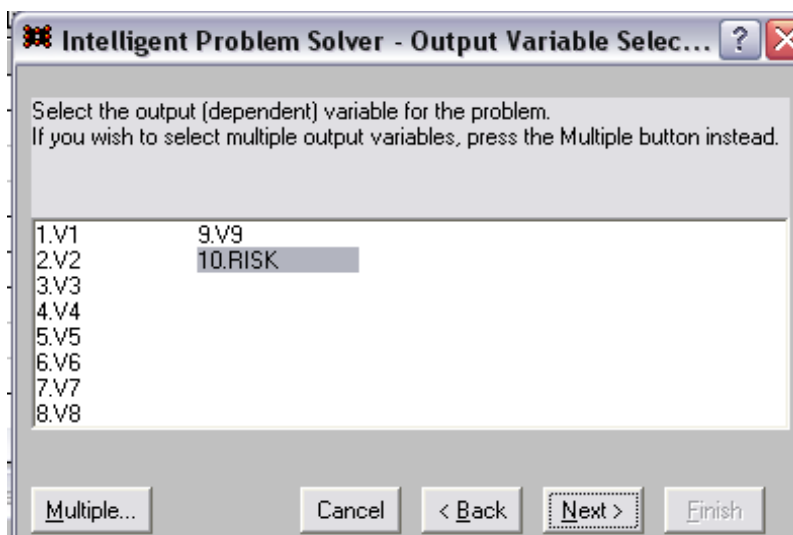 Intelligent Problem Solver - Output Variable Selec...
Select the output (dependent) variable for the problem.
If you wish to select multiple output variables, press the Multiple button instead.
1.V1
2.V2
3.V3
4.V4
5.V5
6.V6
7.V7
8.V8
9.V9
10.RISK
Multiple... Cancel < Back Next > Finish